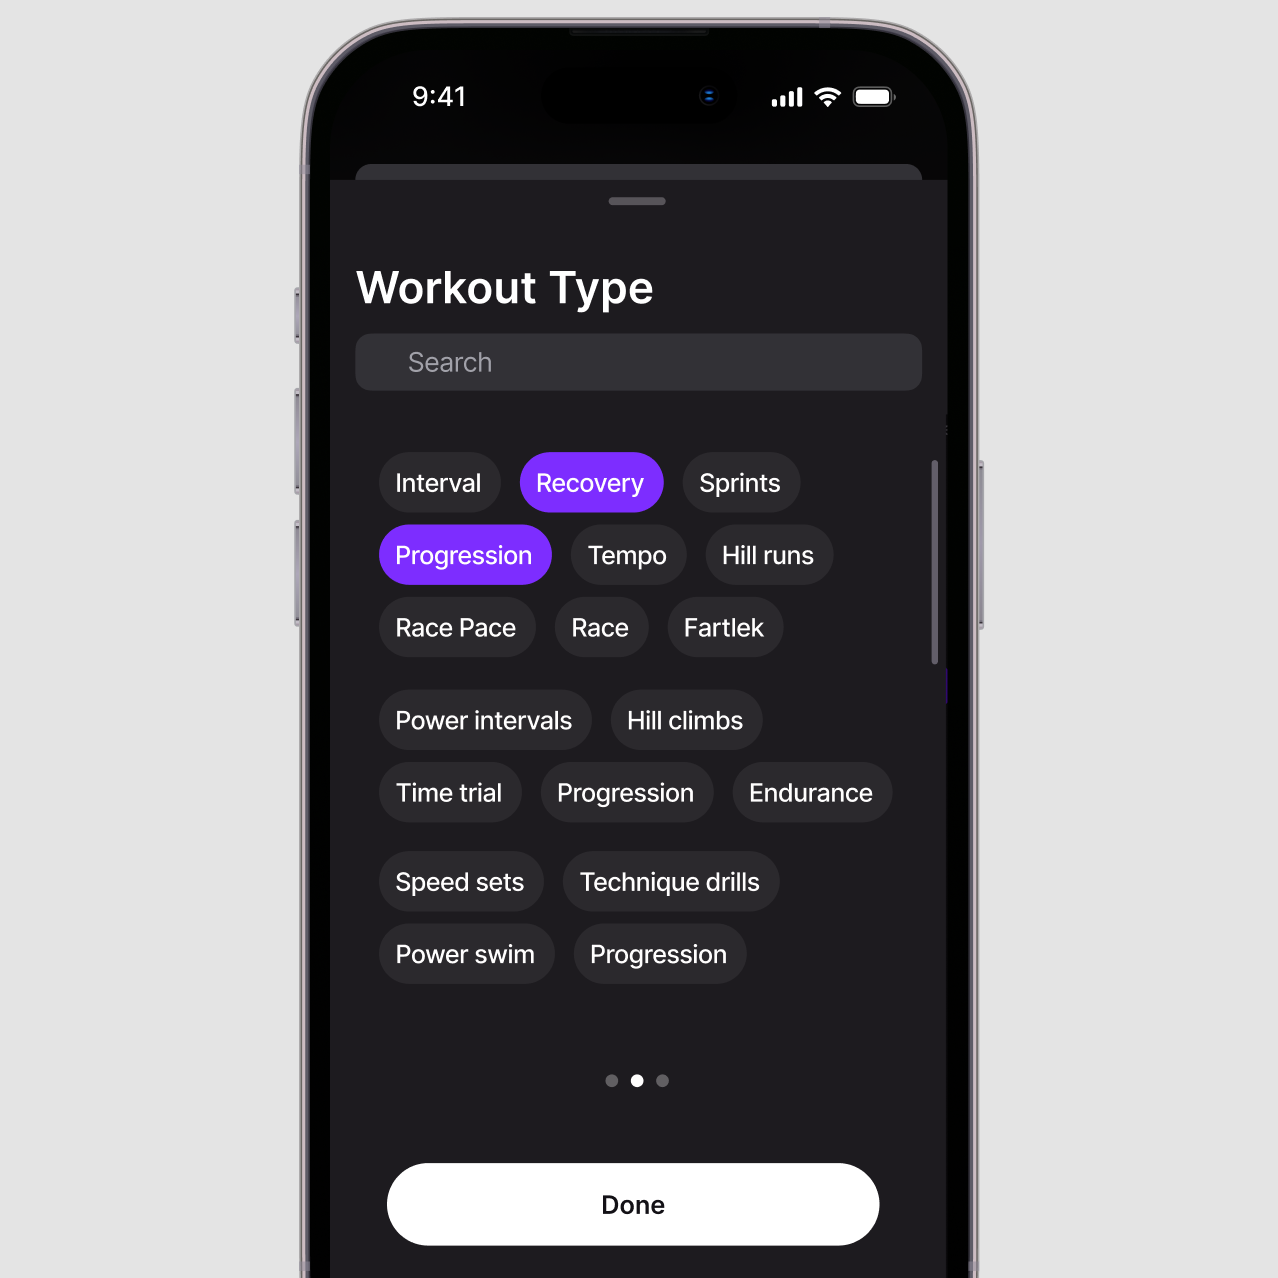 9:41
Workout Type
Search
Interval Recovery Sprints
Progression Tempo Hill runs
Race Pace Race Fartlek
Power intervals Hill climbs
Time trial Progression Endurance
Speed sets Technique drills
Power swim Progression
Done